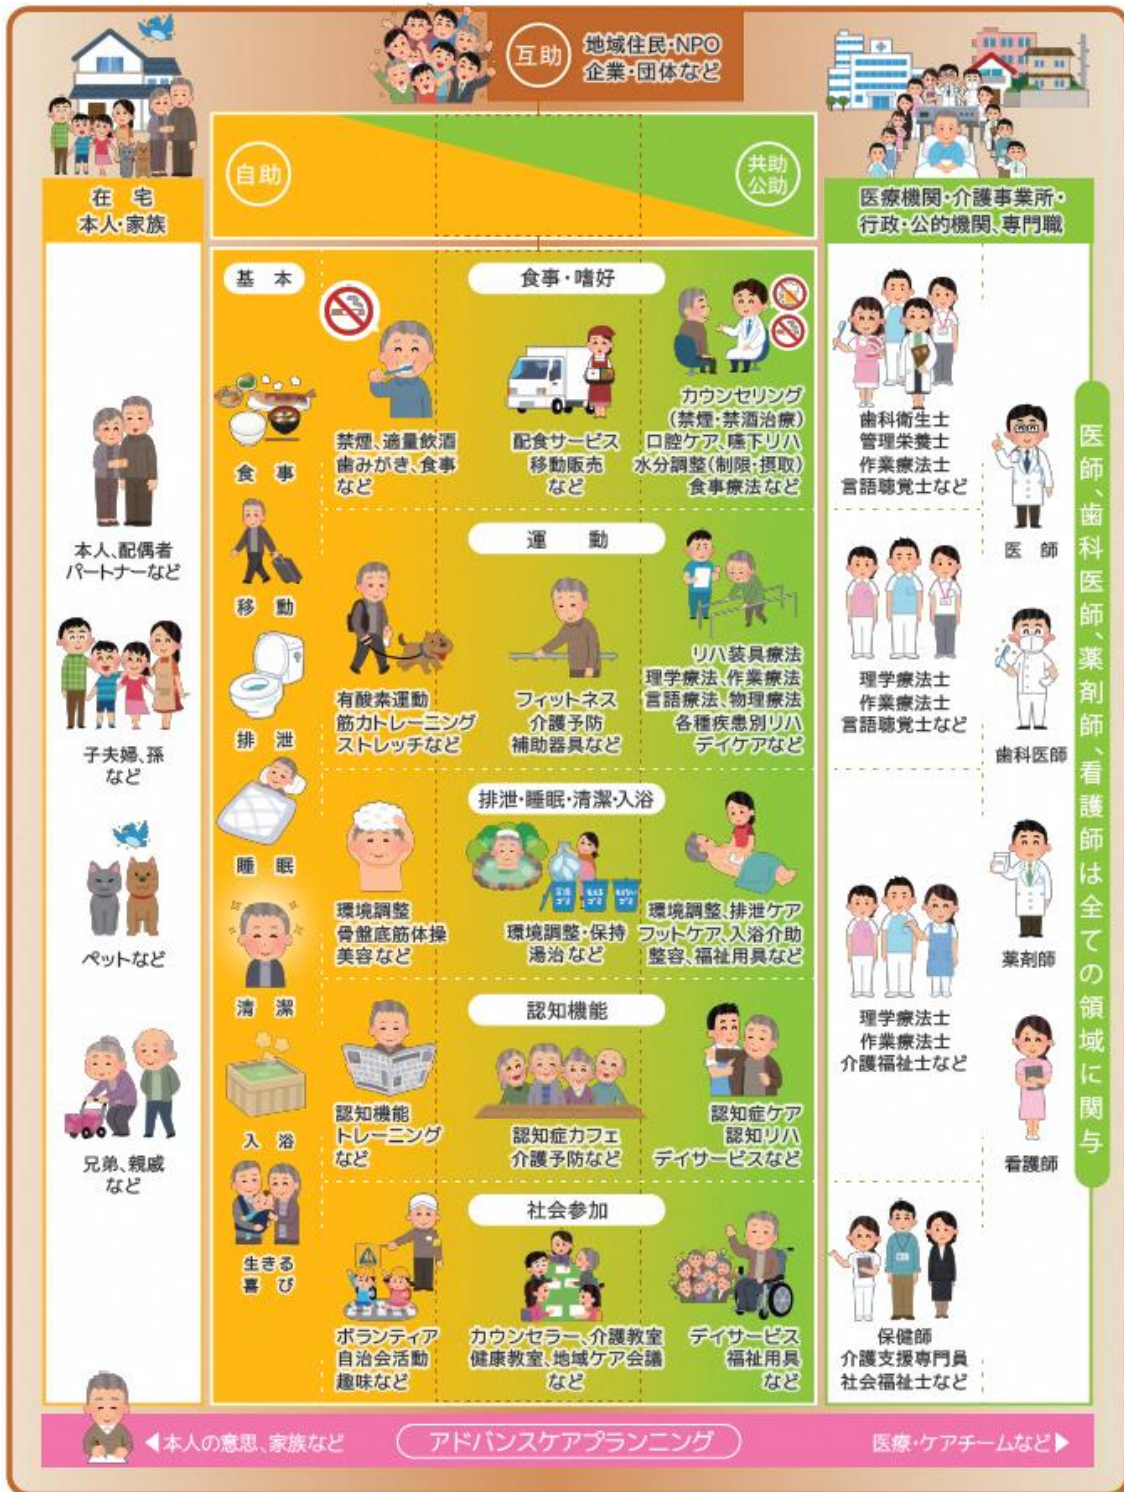 互助
地域住民・NPO
企業・団体など
自助
共助
公助
在宅
本人・家族
医療機関・介護事業所・
行政・公的機関、専門職
本人、配偶者
パートナーなど
子夫婦、孫
など
ペットなど
兄弟、親戚
など
基本
食事
移動
排泄
睡眠
清潔
入浴
生きる
喜び
食事・嗜好
禁煙、適量飲酒
歯みがき、食事
など
配食サービス
移動販売
など
カウンセリング
(禁煙・禁酒治療)
口腔ケア、嚥下リハ
水分調整(制限・摂取)
食事療法など
運動
有酸素運動
筋力トレーニング
ストレッチなど
フィットネス
介護予防
補助器具など
リハ装具療法
理学療法、作業療法
言語療法、物理療法
各種疾患別リハ
デイケアなど
排泄・睡眠・清潔・入浴
環境調整
骨盤底筋体操
美容など
環境調整・保持
湯治など
環境調整、排泄ケア
フットケア、入浴介助
整容、福祉用具など
認知機能
認知機能
トレーニング
など
認知症カフェ
介護予防など
認知症ケア
認知リハ
デイサービスなど
社会参加
ボランティア
自治会活動
趣味など
カウンセラー、介護教室
健康教室、地域ケア会議
など
デイサービス
福祉用具
など
歯科衛生士
管理栄養士
作業療法士
言語聴覚士など
理学療法士
作業療法士
言語聴覚士など
理学療法士
作業療法士
介護福祉士など
保健師
介護支援専門員
社会福祉士など
医師
歯科医師
薬剤師
看護師
医師、歯科医師、薬剤師、看護師は全ての領域に関与
◀本人の意思、家族など
アドバンスケアプランニング
医療・ケアチームなど▶